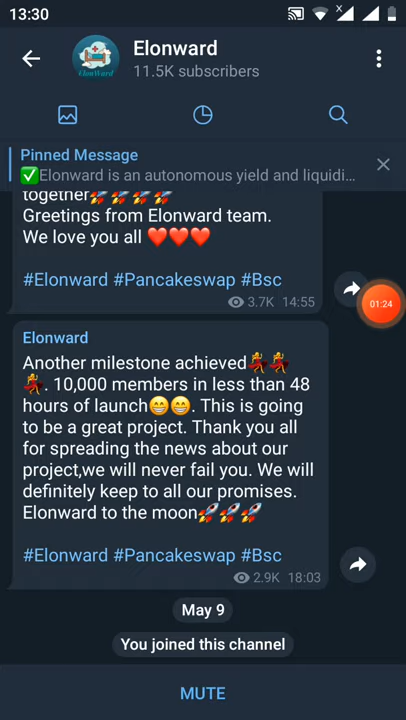 13:30
Elonward
11.5K subscribers
ElonWard
Pinned Message
✅Elonward is an autonomous yield and liquidi...
together🚀🚀🚀🚀
Greetings from Elonward team.
We love you all ❤️❤️❤️
#Elonward #Pancakeswap #Bsc
3.7K 14:55
01:24
Elonward
Another milestone achieved💃💃
💃. 10,000 members in less than 48
hours of launch😁😁. This is going
to be a great project. Thank you all
for spreading the news about our
project,we will never fail you. We will
definitely keep to all our promises.
Elonward to the moon🚀🚀🚀
#Elonward #Pancakeswap #Bsc
2.9K 18:03
May 9
You joined this channel
MUTE